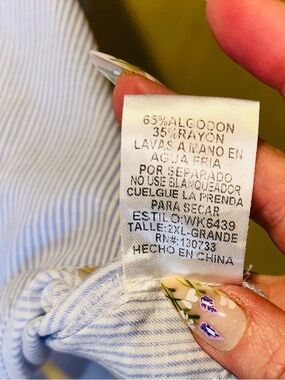 65%ALGODON
35%RAYON
LAVAS A MANO EN
AGUA FRIA
POR SEPARADO
NO USE BLANQUEADOR
CUELGUE LA PRENDA
PARA SECAR
ESTILO:WK6439
TALLE:2XL-GRANDE
RN#:130733
HECHO EN CHINA